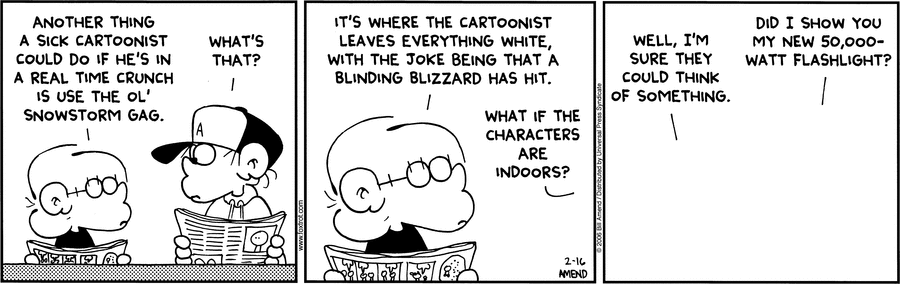 ANOTHER THING
A SICK CARTOONIST
COULD DO IF HE'S IN
A REAL TIME CRUNCH
IS USE THE OL'
SNOWSTORM GAG.
WHAT'S
THAT?
A
www.foxtrot.com
IT'S WHERE THE CARTOONIST
LEAVES EVERYTHING WHITE,
WITH THE JOKE BEING THAT A
BLINDING BLIZZARD HAS HIT.
WHAT IF THE
CHARACTERS
ARE
INDOORS?
2-16
AMEND
© 2006 Bill Amend / Distributed by Universal Press Syndicate
WELL, I'M
SURE THEY
COULD THINK
OF SOMETHING.
DID I SHOW YOU
MY NEW 50,000-
WATT FLASHLIGHT?